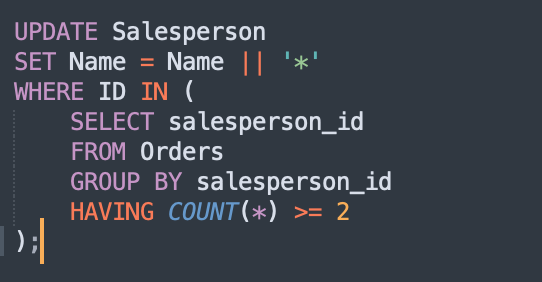 UPDATE Salesperson
SET Name = Name || '*'
WHERE ID IN (
    SELECT salesperson_id
    FROM Orders
    GROUP BY salesperson_id
    HAVING COUNT(*) >= 2
);